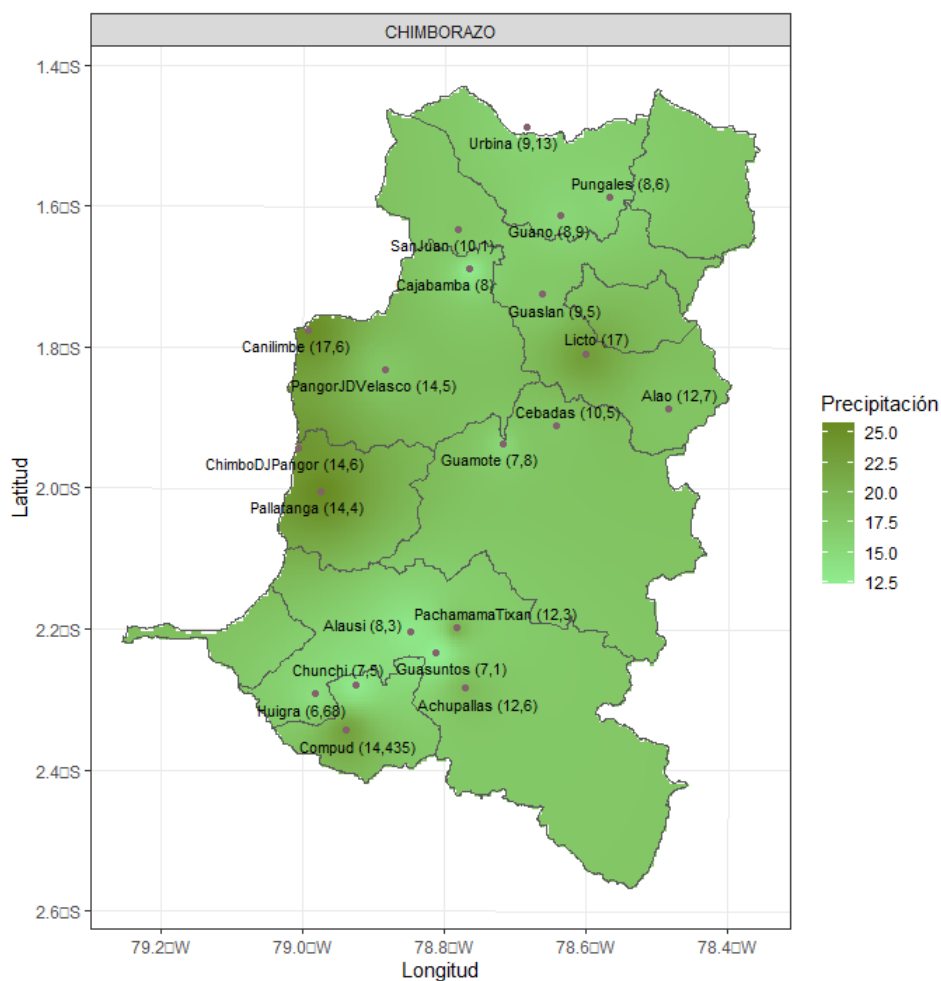 CHIMBORAZO
1.4□S
1.6□S
1.8□S
2.0□S
2.2□S
2.4□S
2.6□S
Latitud
Urbina (9,13)
Pungales (8,6)
Guano (8,9)
SanJuan (10,1)
Cajabamba (8)
Guaslan (9,5)
Licto (17)
Canilimbe (17,6)
PangorJDVelasco (14,5)
Alao (12,7)
Cebadas (10,5)
Guamote (7,8)
ChimboDJPangor (14,6)
Pallatanga (14,4)
PachamamaTixan (12,3)
Alausi (8,3)
Guasuntos (7,1)
Chunchi (7,5)
Achupallas (12,6)
Huigra (6,68)
Compud (14,435)
79.2□W
79.0□W
78.8□W
78.6□W
78.4□W
Longitud
Precipitación
25.0
22.5
20.0
17.5
15.0
12.5